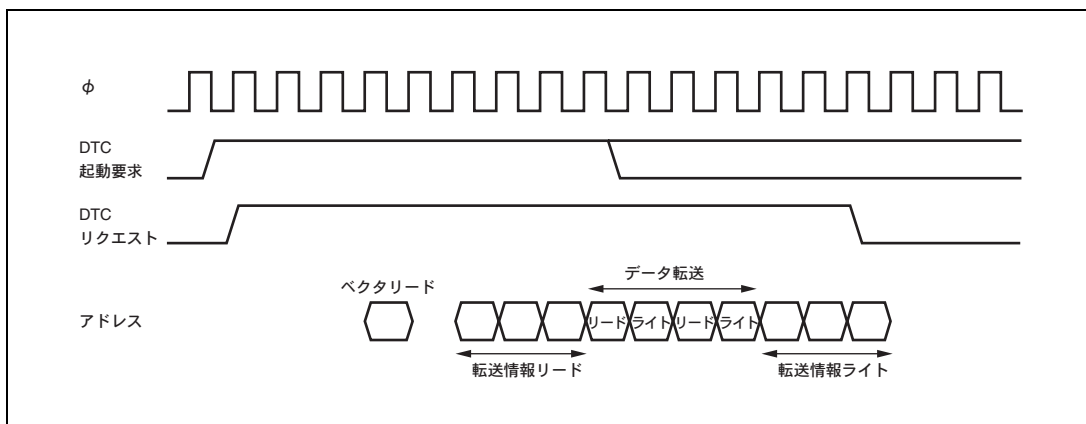 φ
DTC
起動要求
DTC
リクエスト
データ転送
ベクタリード
アドレス
リード
ライト
リード
ライト
転送情報リード
転送情報ライト